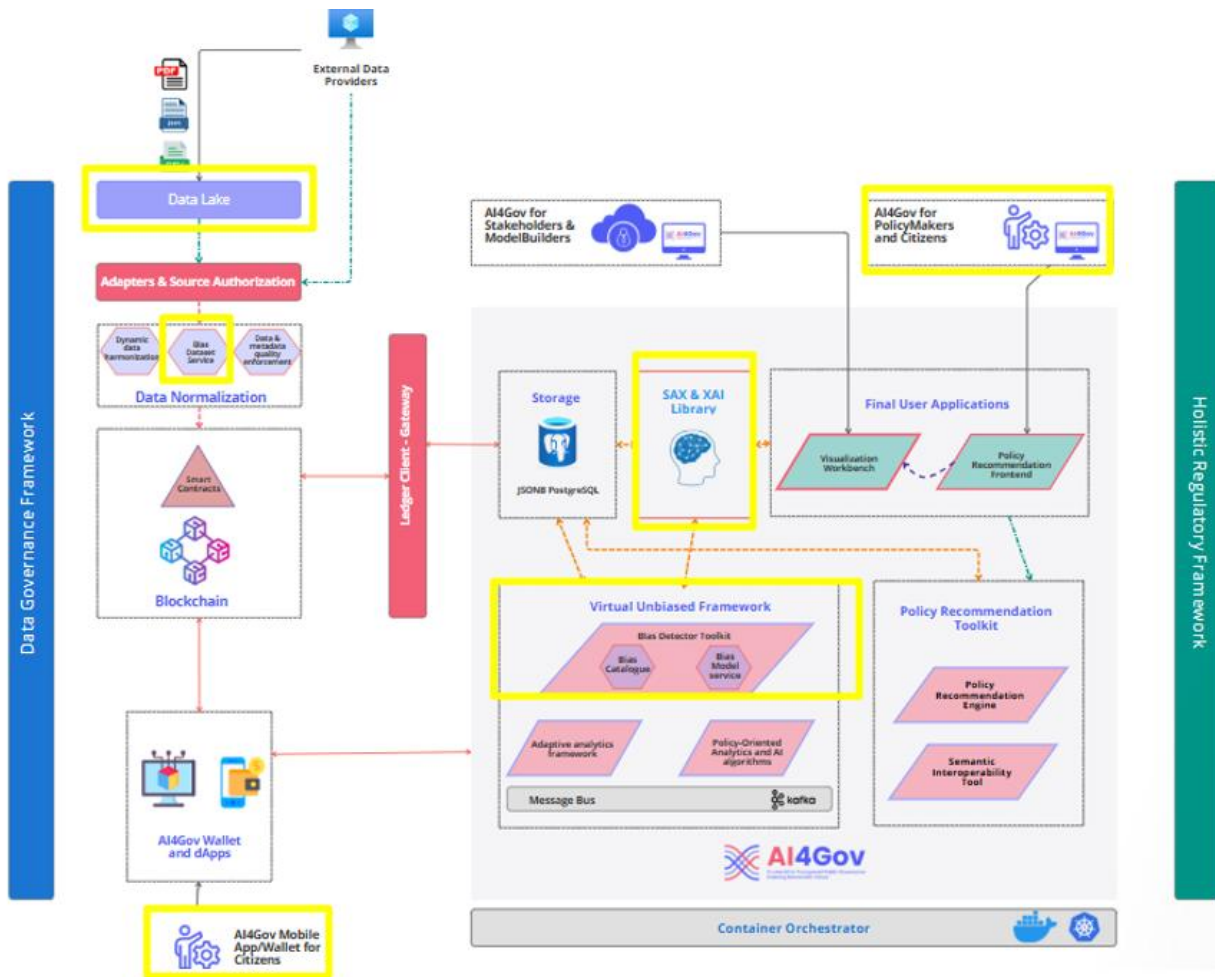 External Data
Providers
PDF
json
Data Lake
Adapters & Source Authorization
Dynamic
data
harmonization
Bias
Dataset
Service
Data &
metadata
quality
enforcement
Data Normalization
Smart
Contracts
Blockchain
AI4Gov Wallet
and dApps
AI4Gov Mobile
App/Wallet for
Citizens
Data Governance Framework
Ledger Client - Gateway
AI4Gov for
Stakeholders &
ModelBuilders
AI4Gov
AI4Gov for
PolicyMakers
and Citizens
AI4Gov
Storage
JSONB PostgreSQL
SAX & XAI
Library
Final User Applications
Visualization
Workbench
Policy
Recommendation
Frontend
Virtual Unbiased Framework
Bias Detector Toolkit
Bias
Catalogue
Bias
Model
service
Adaptive analytics
framework
Policy-Oriented
Analytics and AI
algorithms
Message Bus
kafka
Policy Recommendation
Toolkit
Policy
Recommendation
Engine
Semantic
Interoperability
Tool
AI4Gov
Container Orchestrator
Holistic Regulatory Framework